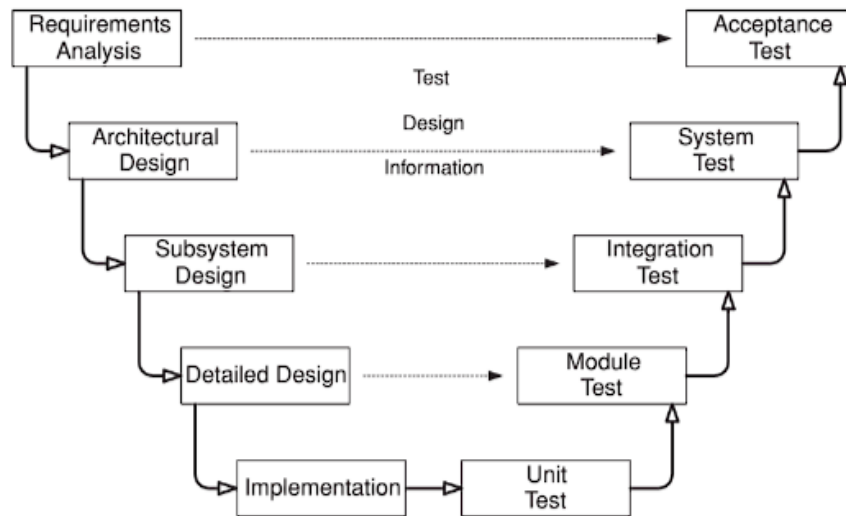 Requirements
Analysis
Acceptance
Test
Test
Design
Information
Architectural
Design
System
Test
Subsystem
Design
Integration
Test
Detailed Design
Module
Test
Implementation
Unit
Test